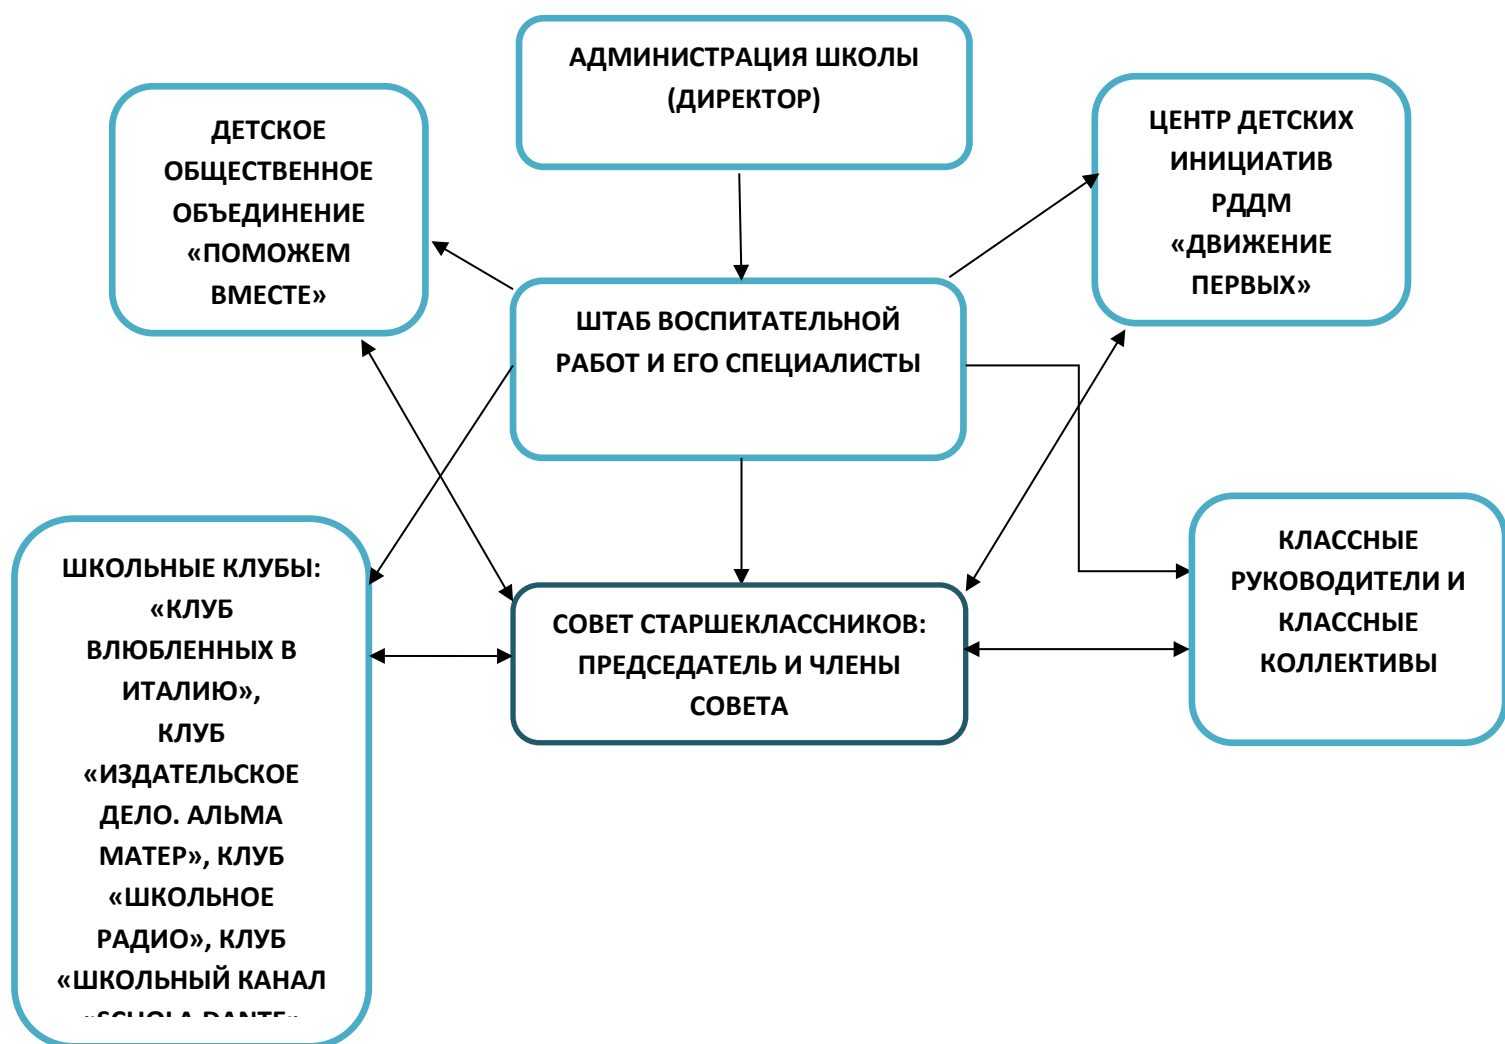 АДМИНИСТРАЦИЯ ШКОЛЫ
(ДИРЕКТОР)
ДЕТСКОЕ
ОБЩЕСТВЕННОЕ
ОБЪЕДИНЕНИЕ
«ПОМОЖЕМ
ВМЕСТЕ»
ЦЕНТР ДЕТСКИХ
ИНИЦИАТИВ
РДДМ
«ДВИЖЕНИЕ
ПЕРВЫХ»
ШТАБ ВОСПИТАТЕЛЬНОЙ
РАБОТ И ЕГО СПЕЦИАЛИСТЫ
ШКОЛЬНЫЕ КЛУБЫ:
«КЛУБ
ВЛЮБЛЕННЫХ В
ИТАЛИЮ»,
КЛУБ
«ИЗДАТЕЛЬСКОЕ
ДЕЛО. АЛЬМА
МАТЕР», КЛУБ
«ШКОЛЬНОЕ
РАДИО», КЛУБ
«ШКОЛЬНЫЙ КАНАЛ
«SCHOLA DANTE»
СОВЕТ СТАРШЕКЛАССНИКОВ:
ПРЕДСЕДАТЕЛЬ И ЧЛЕНЫ
СОВЕТА
КЛАССНЫЕ
РУКОВОДИТЕЛИ И
КЛАССНЫЕ
КОЛЛЕКТИВЫ